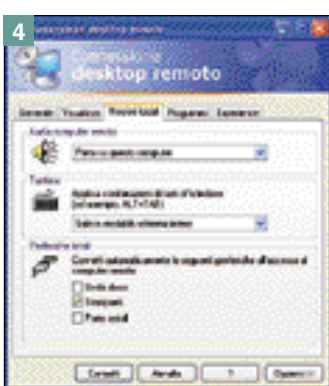 4
Connessione desktop remoto
Connessione
desktop remoto
Generale Visualizza Risorse locali Programmi Esperienza
Audio computer remoto
Porta su questo computer
Tastiera
Applica combinazioni di tasti di Windows
(ad esempio, ALT+TAB)
Solo in modalità schermo intero
Periferiche locali
Connetti automaticamente le seguenti periferiche all'accesso al
computer remoto
Unità disco
Stampanti
Porte seriali
Connetti Annulla ? Opzioni <<